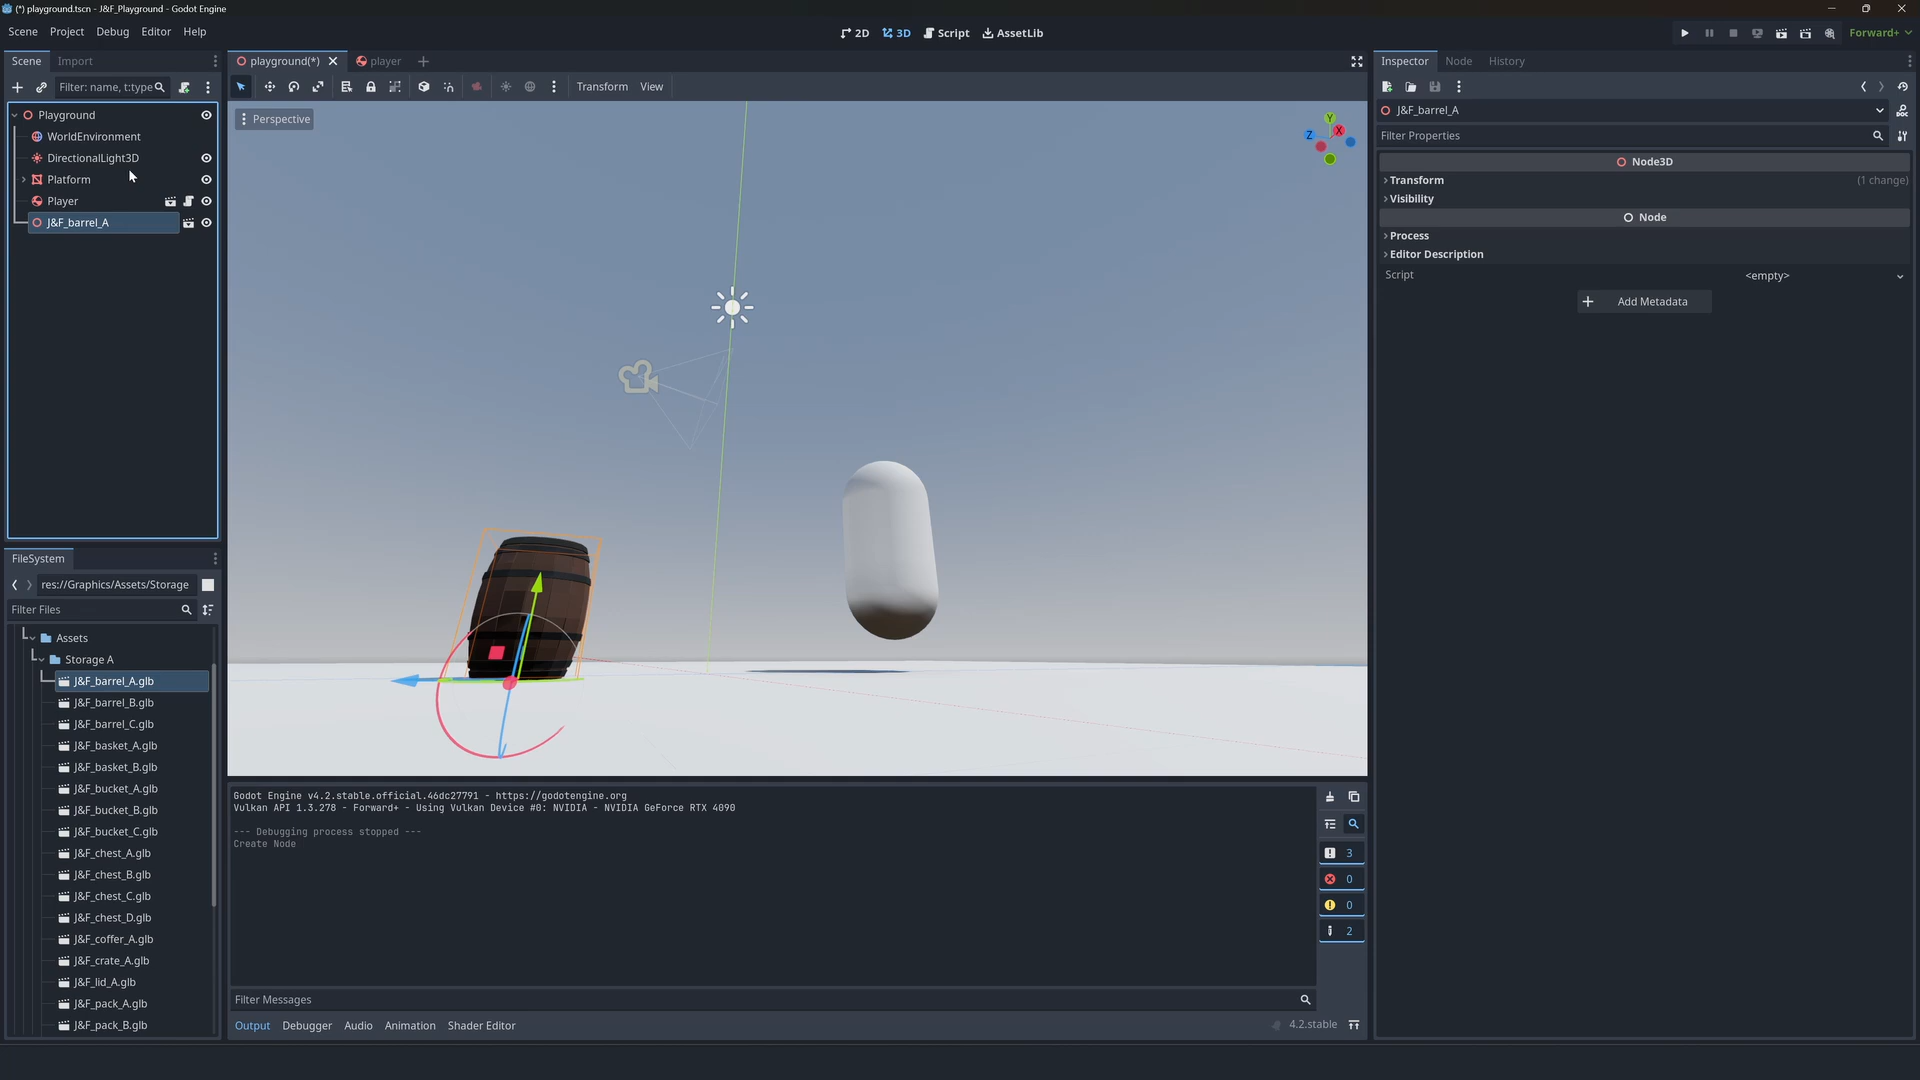 (*) playground.tscn - J&F_Playground - Godot Engine
Scene Project Debug Editor Help
2D 3D Script AssetLib
Forward+
Scene Import
Filter: name, t:type
Playground
WorldEnvironment
DirectionalLight3D
Platform
Player
J&F_barrel_A
FileSystem
res://Graphics/Assets/Storage
Filter Files
Assets
Storage A
J&F_barrel_A.glb
J&F_barrel_B.glb
J&F_barrel_C.glb
J&F_basket_A.glb
J&F_basket_B.glb
J&F_bucket_A.glb
J&F_bucket_B.glb
J&F_bucket_C.glb
J&F_chest_A.glb
J&F_chest_B.glb
J&F_chest_C.glb
J&F_chest_D.glb
J&F_coffer_A.glb
J&F_crate_A.glb
J&F_lid_A.glb
J&F_pack_A.glb
J&F_pack_B.glb
playground(*) player
Transform View
Perspective
Y
Z X
Godot Engine v4.2.stable.official.46dc27791 - https://godotengine.org
Vulkan API 1.3.278 - Forward+ - Using Vulkan Device #0: NVIDIA - NVIDIA GeForce RTX 4090
--- Debugging process stopped ---
Create Node
3
0
0
2
Filter Messages
Output Debugger Audio Animation Shader Editor
4.2.stable
Inspector Node History
J&F_barrel_A
Filter Properties
Node3D
Transform (1 change)
Visibility
Node
Process
Editor Description
Script <empty>
Add Metadata